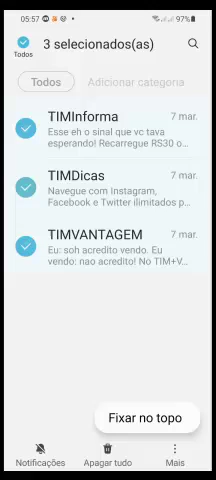 05:57
97%
3 selecionados(as)
Todos
Todos
Adicionar categoria
TIMInforma
7 mar.
Esse eh o sinal que vc tava
esperando! Recarregue RS30 o...
TIMDicas
7 mar.
Navegue com Instagram,
Facebook e Twitter ilimitados p...
TIMVANTAGEM
7 mar.
Eu: soh acredito vendo. Eu
vendo: nao acredito! No TIM+V...
Fixar no topo
Notificações
Apagar tudo
Mais